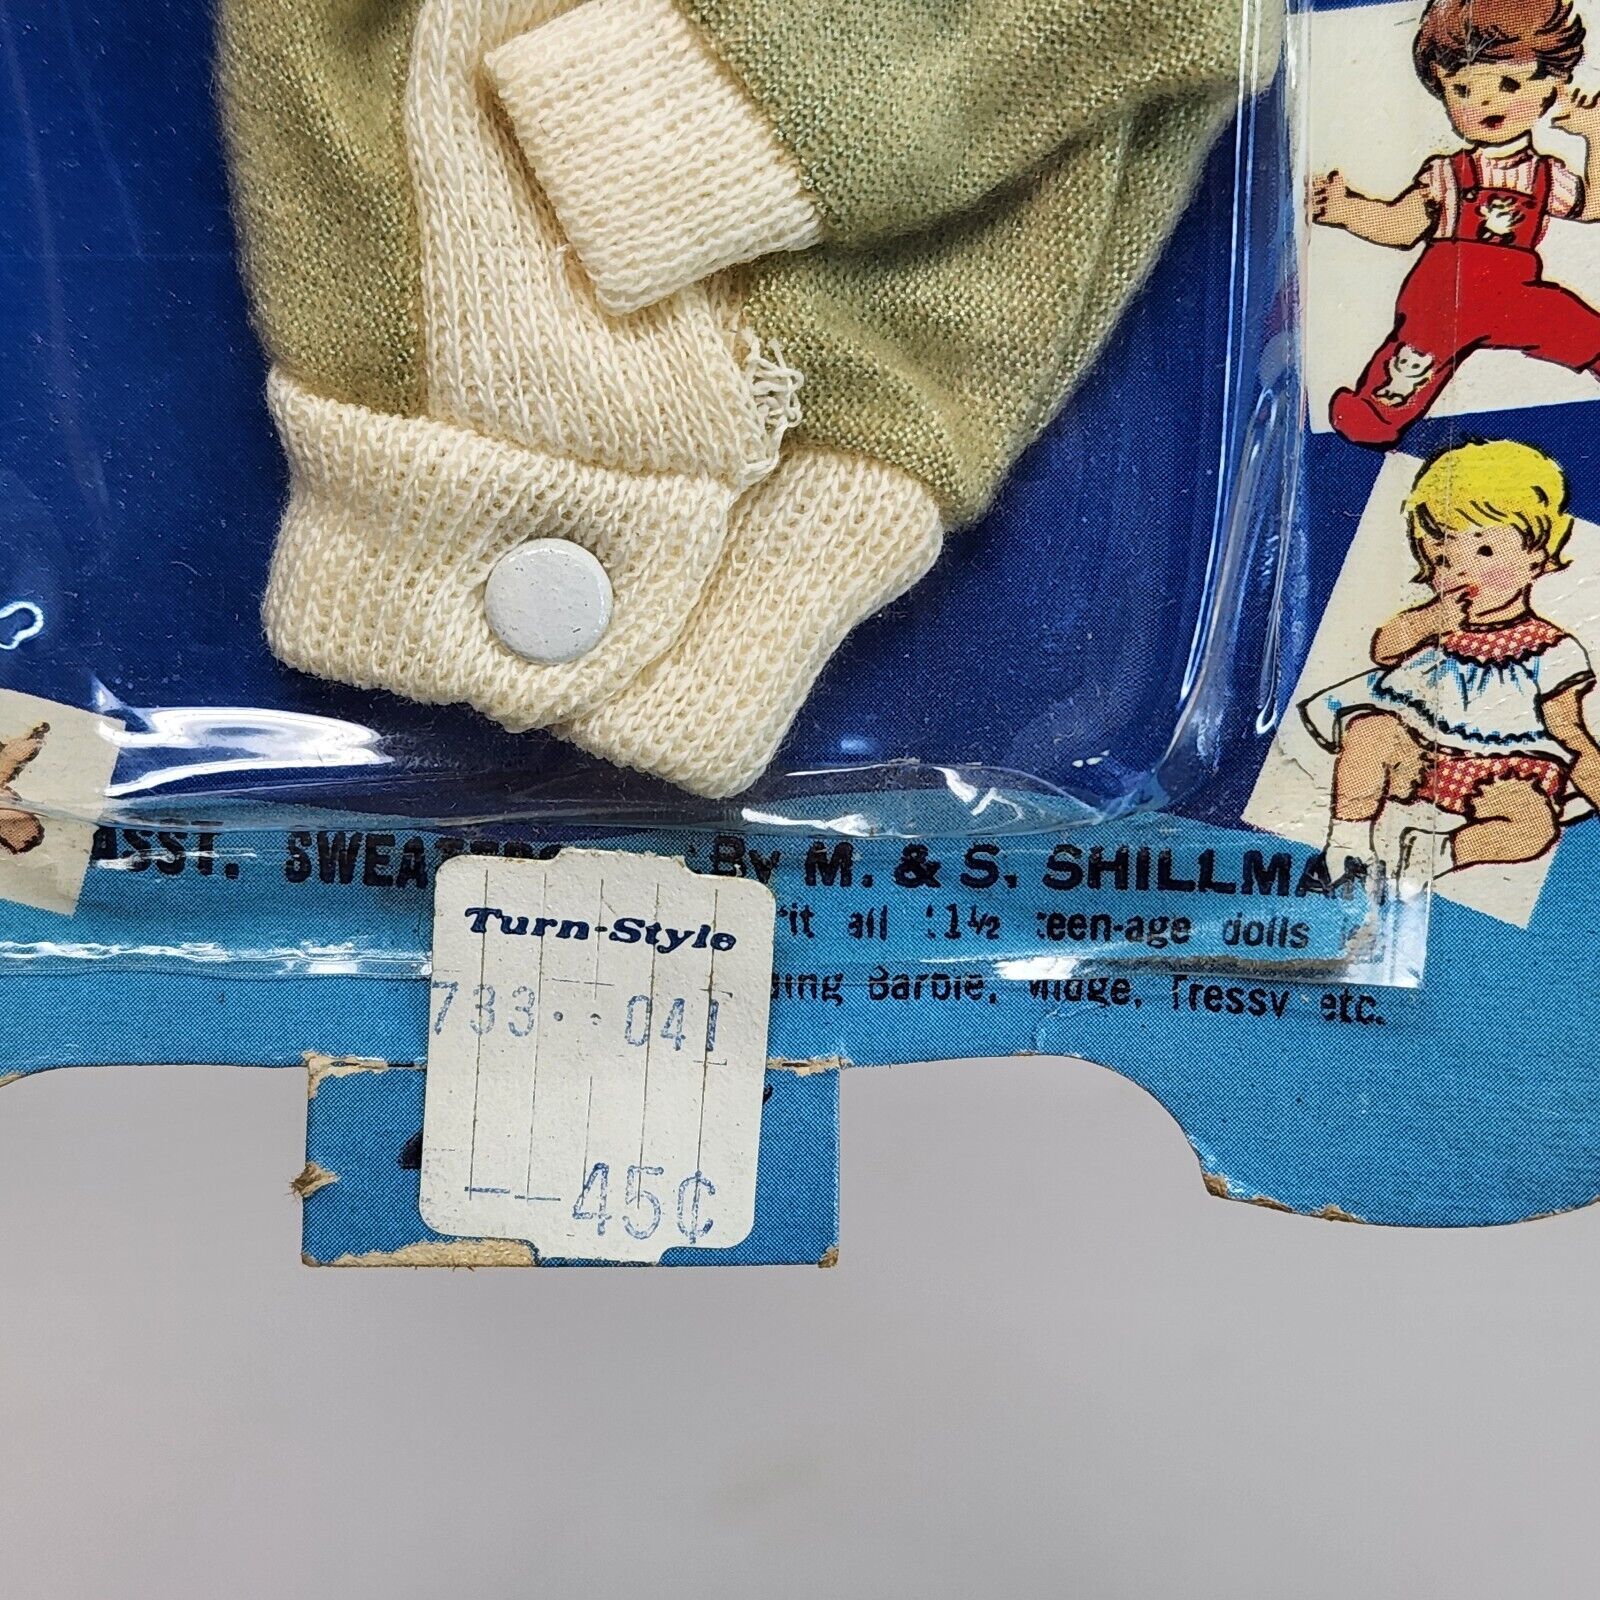 ASST. SWEATERS By M. & S. SHILLMAN
fit all 11½ teen-age dolls
Barbie, Midge, Tressy etc.
Turn-Style
733 041
45¢